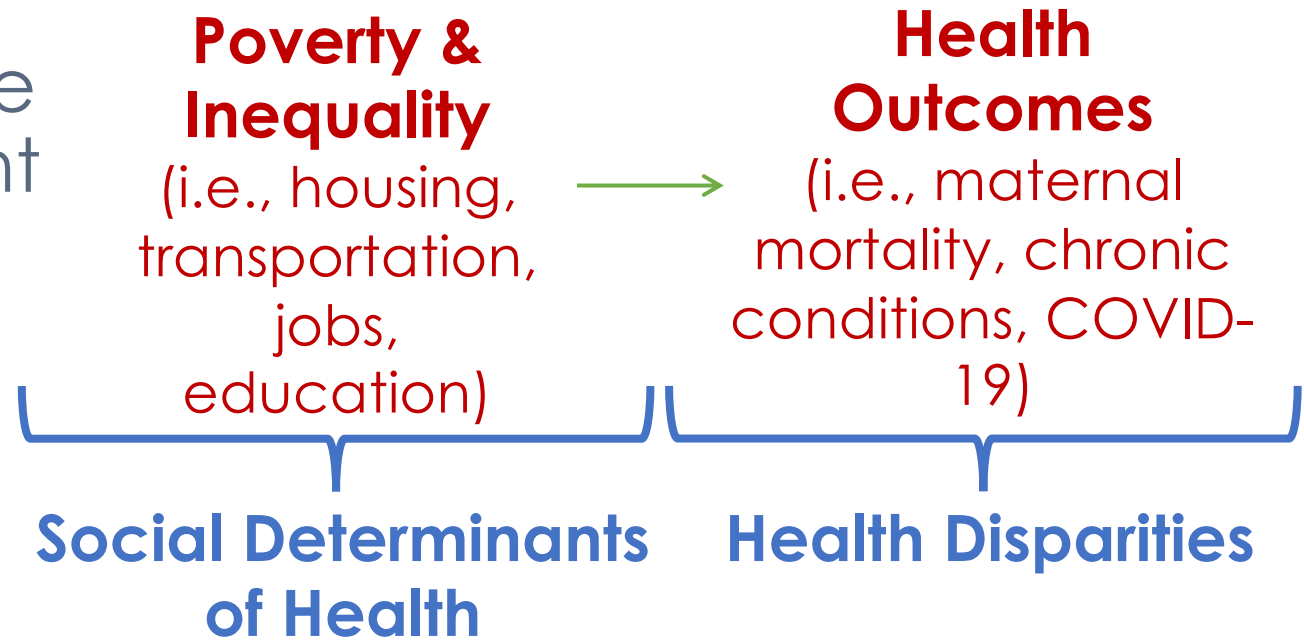 Poverty &
Inequality
(i.e., housing,
transportation,
jobs,
education)
Health
Outcomes
(i.e., maternal
mortality, chronic
conditions, COVID-
19)
Social Determinants
of Health
Health Disparities